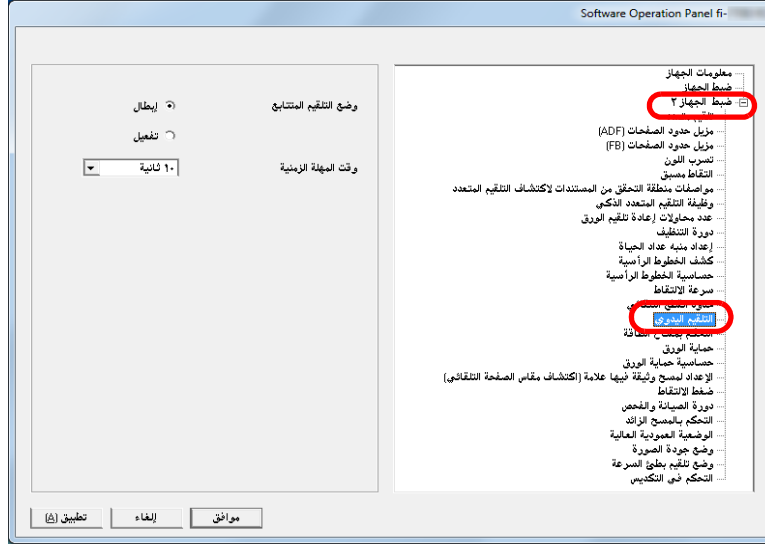 Software Operation Panel fi-
معلومات الجهاز
ضبط الجهاز
ضبط الجهاز ٢
مزيل حدود الصفحات (ADF)
مزيل حدود الصفحات (FB)
تسرب اللون
التقاط مسبق
مواصفات منطقة التحقق من المستندات لاكتشاف التلقيم المتعدد
وظيفة التلقيم المتعدد الذكي
عدد محاولات إعادة تلقيم الورق
دورة التنظيف
إعداد منبه عداد الحياة
كشف الخطوط الرأسية
حساسية الخطوط الرأسية
سرعة الالتقاط
التلقيم اليدوي
حماية الورق
حساسية حماية الورق
الإعداد لمسح وثيقة فيها علامة (اكتشاف مقاس الصفحة التلقائي)
ضغط الالتقاط
دورة الصيانة والفحص
التحكم بالمسح الزائد
الوضعية العمودية العالية
وضع جودة الصورة
وضع تلقيم بطئ السرعة
التحكم في التكديس
وضع التلقيم المتتابع
إبطال
تفعيل
وقت المهلة الزمنية
١٠ ثانية
موافق
إلغاء
تطبيق (A)